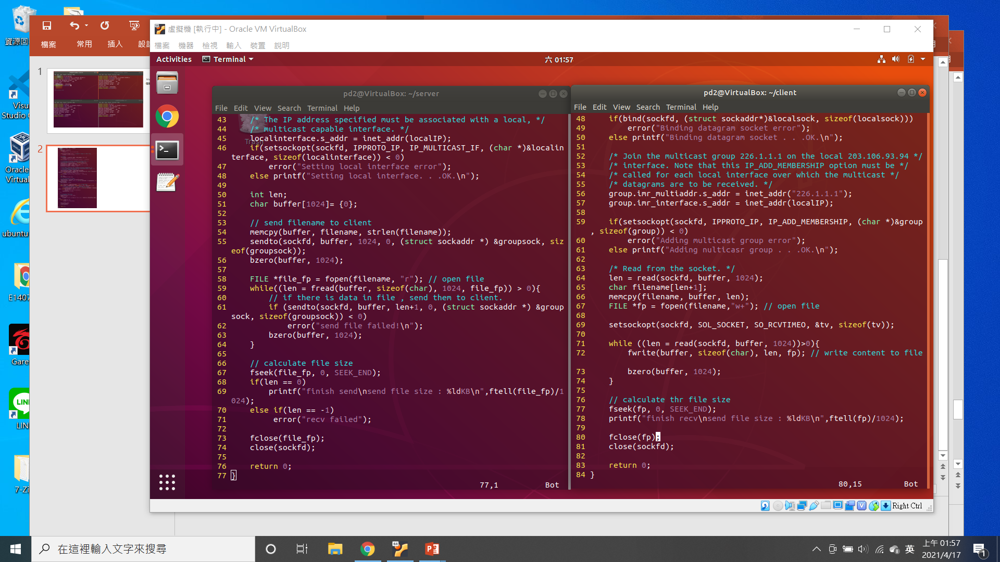 資源回
Visu
Studio
Oracle
Virtual
ubuntu
E1407
Gare
LIN
7-Zi
檔案
常用
插入
設計
1
2
虛擬機 [執行中] - Oracle VM VirtualBox
檔案 機器 檢視 輸入 裝置 說明
Activities Terminal 六 01:57
Trash
pd2@VirtualBox: ~/server
File Edit View Search Terminal Help
43 /* The IP address specified must be associated with a local, */
44 /* multicast capable interface. */
45 localinterface.s_addr = inet_addr(localIP);
46 if(setsockopt(sockfd, IPPROTO_IP, IP_MULTICAST_IF, (char *)&localin
terface, sizeof(localinterface)) < 0)
47 error("Setting local interface error");
48 else printf("Setting local interface. . .OK.\n");
49
50 int len;
51 char buffer[1024]= {0};
52
53 // send filename to client
54 memcpy(buffer, filename, strlen(filename));
55 sendto(sockfd, buffer, 1024, 0, (struct sockaddr *) &groupsock, siz
eof(groupsock));
56 bzero(buffer, 1024);
57
58 FILE *file_fp = fopen(filename, "r"); // open file
59 while((len = fread(buffer, sizeof(char), 1024, file_fp)) > 0){
60 // if there is data in file , send them to client.
61 if (sendto(sockfd, buffer, len+1, 0, (struct sockaddr *) &group
sock, sizeof(groupsock)) < 0)
62 error("send file failed!\n");
63 bzero(buffer, 1024);
64 }
65
66 // calculate file size
67 fseek(file_fp, 0, SEEK_END);
68 if(len == 0)
69 printf("finish send\nsend file size : %ldKB\n",ftell(file_fp)/1
024);
70 else if(len == -1)
71 error("recv failed");
72
73 fclose(file_fp);
74 close(sockfd);
75
76 return 0;
77 }
77,1 Bot
pd2@VirtualBox: ~/client
File Edit View Search Terminal Help
48 if(bind(sockfd, (struct sockaddr*)&localsock, sizeof(localsock)))
49 error("Binding datagram socket error");
50 else printf("Binding datagram socket . . .OK.\n");
51
52 /* Join the multicast group 226.1.1.1 on the local 203.106.93.94 */
53 /* interface. Note that this IP_ADD_MEMBERSHIP option must be */
54 /* called for each local interface over which the multicast */
55 /* datagrams are to be received. */
56 group.imr_multiaddr.s_addr = inet_addr("226.1.1.1");
57 group.imr_interface.s_addr = inet_addr(localIP);
58
59 if(setsockopt(sockfd, IPPROTO_IP, IP_ADD_MEMBERSHIP, (char *)&group
, sizeof(group)) < 0)
60 error("Adding multicast group error");
61 else printf("Adding nulticasr group . . .OK.\n");
62
63 /* Read from the socket. */
64 len = read(sockfd, buffer, 1024);
65 char filename[len+1];
66 memcpy(filename, buffer, len);
67 FILE *fp = fopen(filename,"w+"); // open file
68
69 setsockopt(sockfd, SOL_SOCKET, SO_RCVTIMEO, &tv, sizeof(tv));
70
71 while ((len = read(sockfd, buffer, 1024))>0){
72 fwrite(buffer, sizeof(char), len, fp); // write content to file
73 bzero(buffer, 1024);
74 }
75
76 // calculate thr file size
77 fseek(fp, 0, SEEK_END);
78 printf("finish recv\nsend file size : %ldKB\n",ftell(fp)/1024);
79
80 fclose(fp);
81 close(sockfd);
82
83 return 0;
84 }
80,15 Bot
Right Ctrl
在這裡輸入文字來搜尋
英
上午 01:57
2021/4/17
1